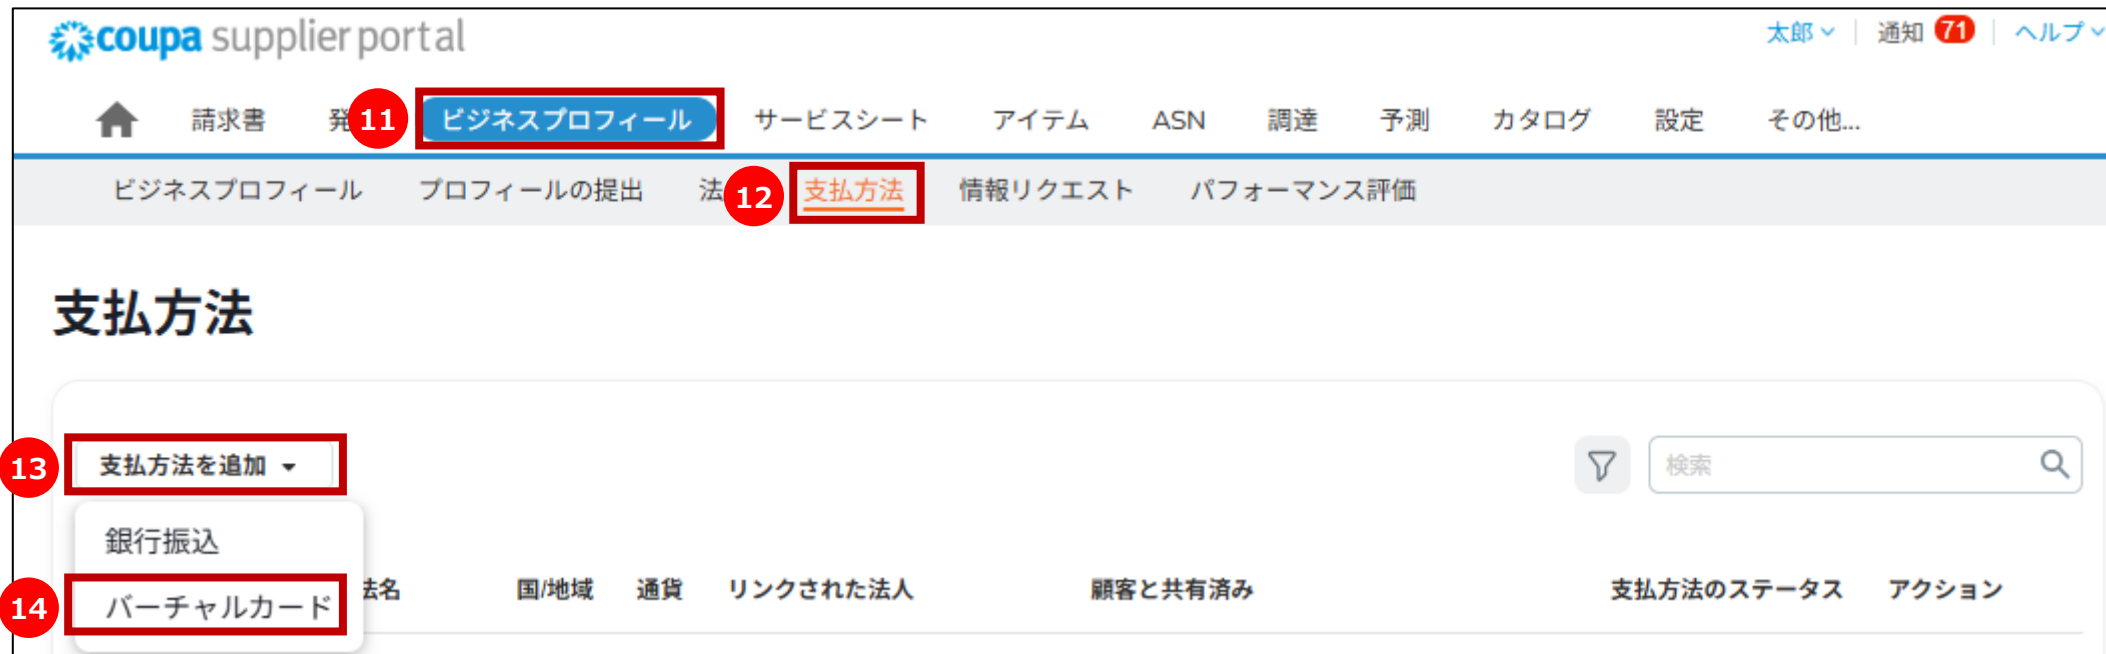 coupa supplier portal 太郎 通知 71 ヘルプ
請求書 発 11 ビジネスプロフィール サービスシート アイテム ASN 調達 予測 カタログ 設定 その他...
ビジネスプロフィール プロフィールの提出 法 12 支払方法 情報リクエスト パフォーマンス評価
支払方法
13 支払方法を追加 検索
銀行振込
法名 国/地域 通貨 リンクされた法人 顧客と共有済み 支払方法のステータス アクション
14 バーチャルカード